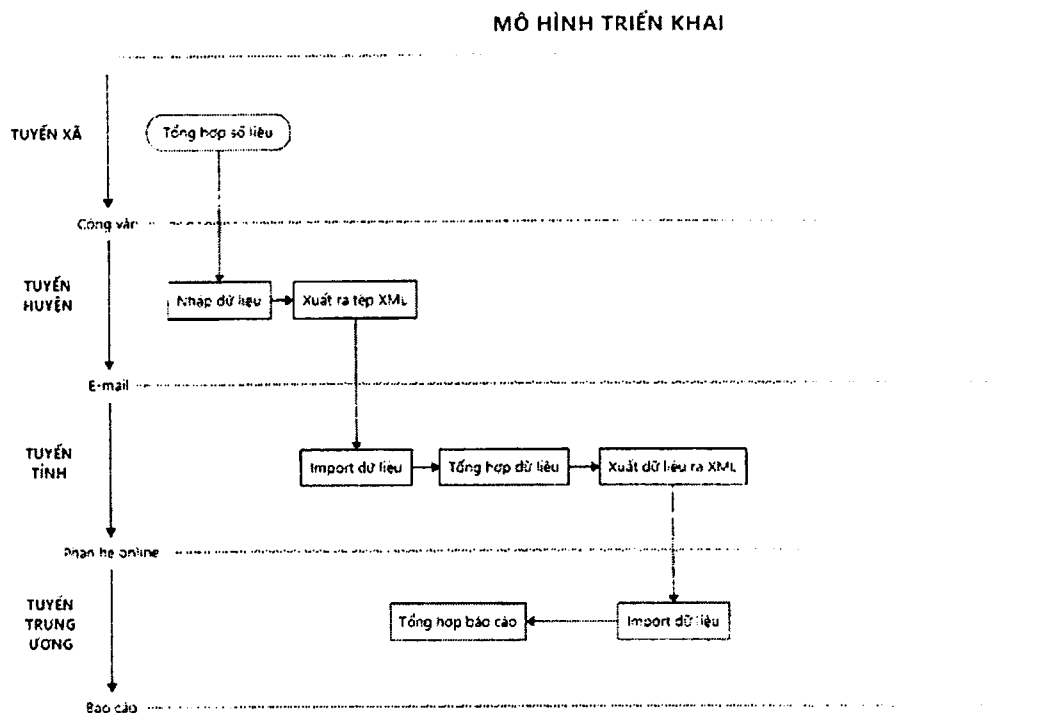 MÔ HÌNH TRIỂN KHAI
TUYẾN XÃ
Tổng hợp số liệu
Công văn
TUYẾN
HUYỆN
Nhập dữ liệu
Xuất ra tệp XML
E-mail
TUYẾN
TỈNH
Import dữ liệu
Tổng hợp dữ liệu
Xuất dữ liệu ra XML
Phân hệ online
TUYẾN
TRUNG
ƯƠNG
Tổng hợp báo cáo
Import dữ liệu
Báo cáo